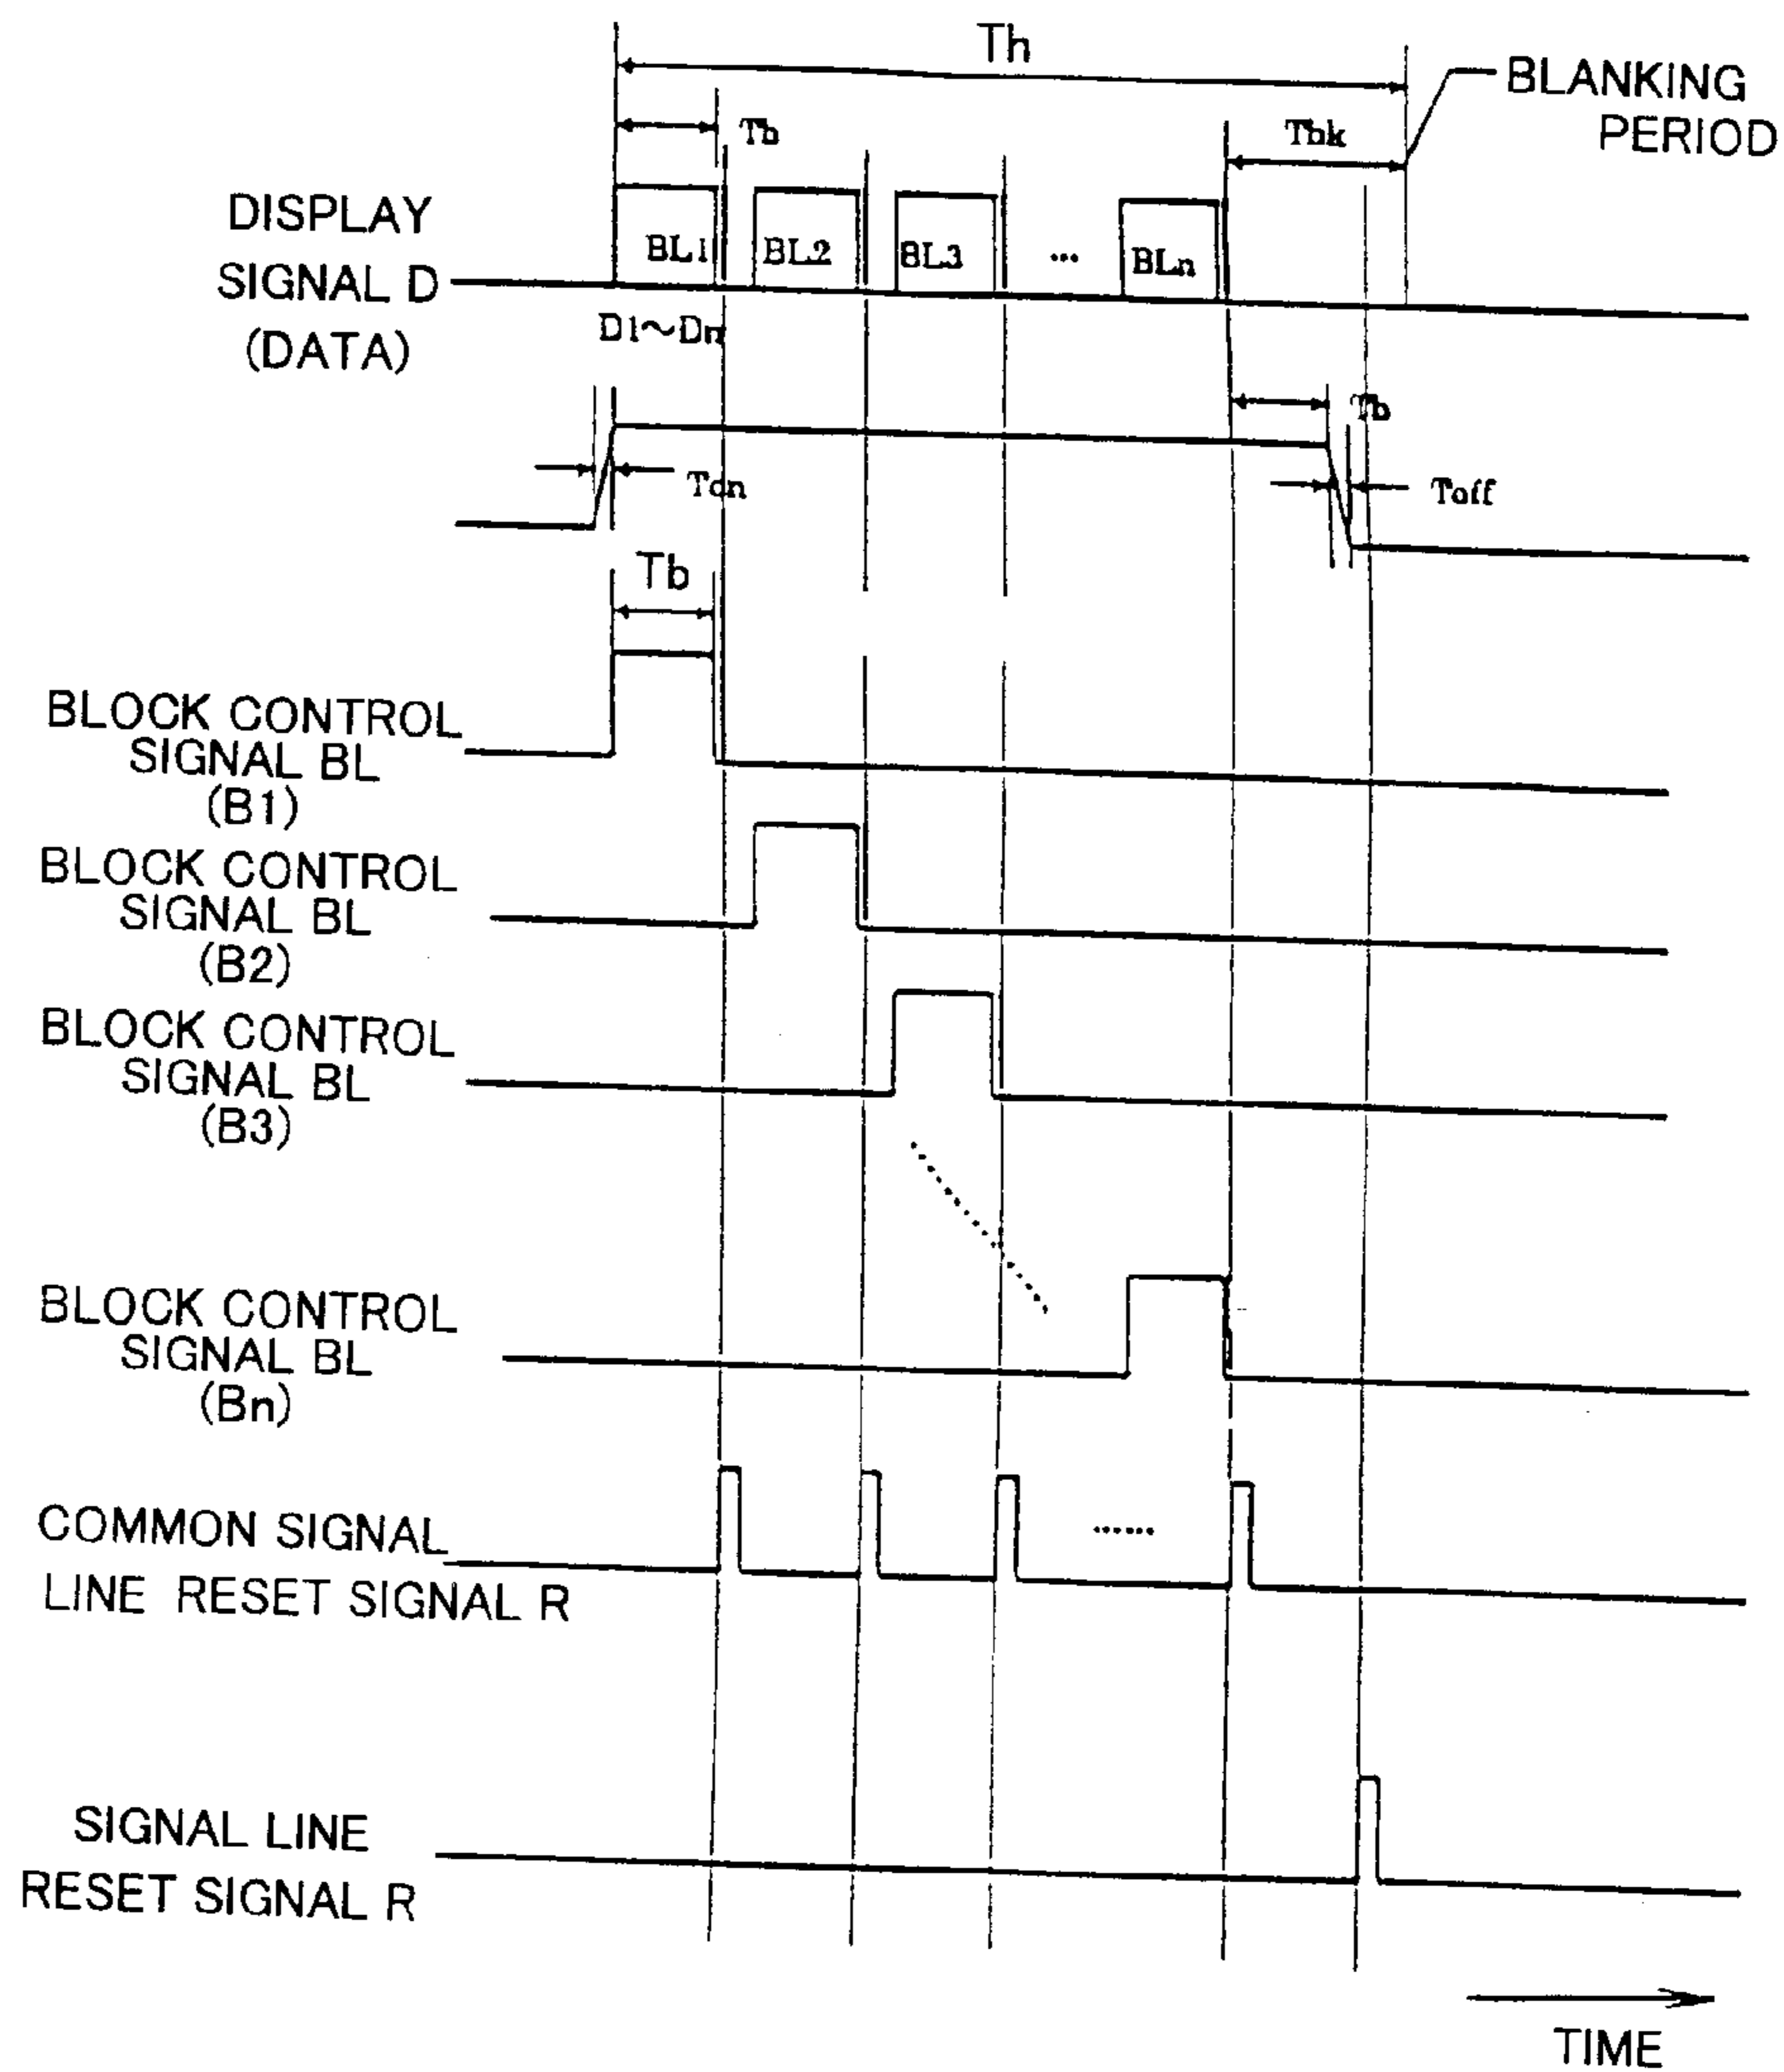 Th
BLANKING
PERIOD
Tb
Tbk
DISPLAY
SIGNAL D
(DATA)
BL1
BL2
BL3
...
BLn
D1~Dn
Tb
Ton
Toff
Tb
BLOCK CONTROL
SIGNAL BL
(B1)
BLOCK CONTROL
SIGNAL BL
(B2)
BLOCK CONTROL
SIGNAL BL
(B3)
BLOCK CONTROL
SIGNAL BL
(Bn)
COMMON SIGNAL
LINE RESET SIGNAL R
......
SIGNAL LINE
RESET SIGNAL R
TIME